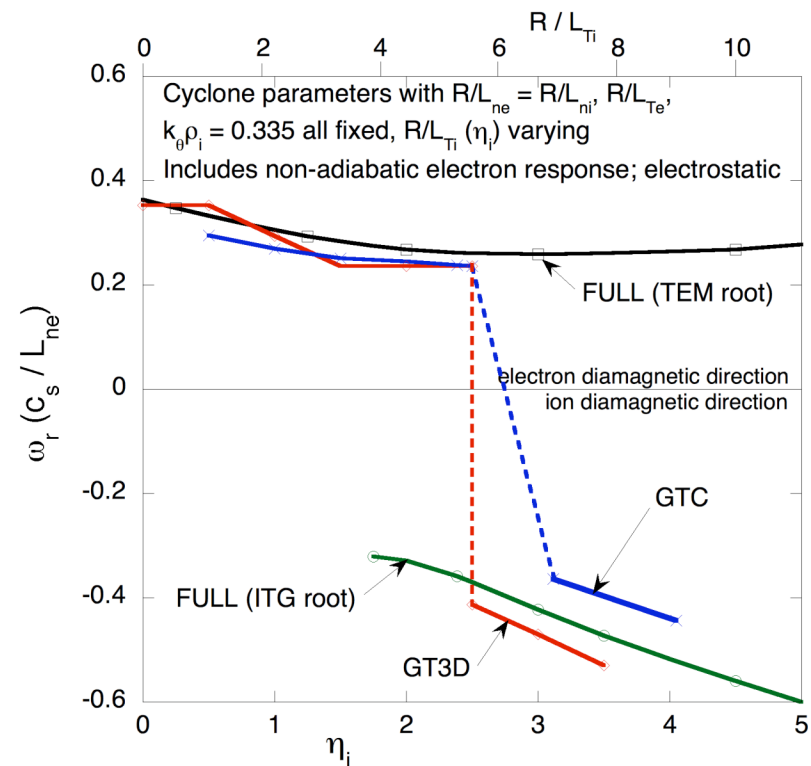 R / L_Ti
0 2 4 6 8 10
0.6
Cyclone parameters with R/L_ne = R/L_ni, R/L_Te,
k_θρ_i = 0.335 all fixed, R/L_Ti (η_i) varying
Includes non-adiabatic electron response; electrostatic
0.4
0.2
FULL (TEM root)
ω_r (c_s / L_ne)
electron diamagnetic direction
0
ion diamagnetic direction
-0.2
GTC
-0.4
FULL (ITG root)
GT3D
-0.6
0 1 2 3 4 5
η_i